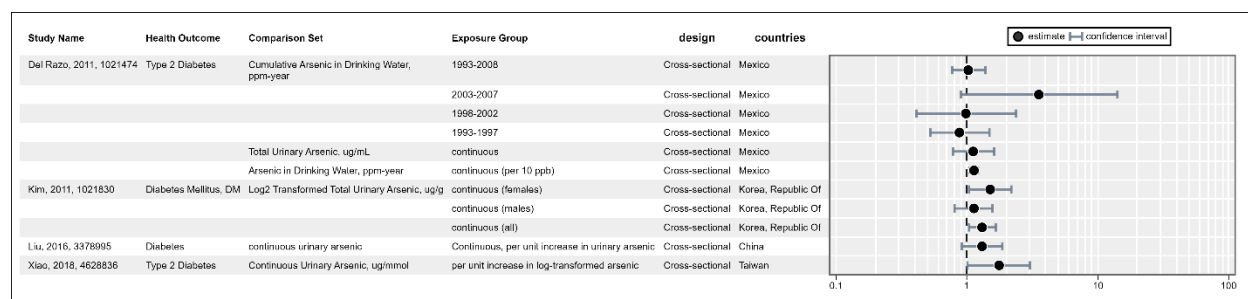 estimate confidence interval
Study Name Health Outcome Comparison Set Exposure Group design countries
Del Razo, 2011, 1021474 Type 2 Diabetes Cumulative Arsenic in Drinking Water, 1993-2008 Cross-sectional Mexico
ppm-year
2003-2007 Cross-sectional Mexico
1998-2002 Cross-sectional Mexico
1993-1997 Cross-sectional Mexico
Total Urinary Arsenic, ug/mL continuous Cross-sectional Mexico
Arsenic in Drinking Water, ppm-year continuous (per 10 ppb) Cross-sectional Mexico
Kim, 2011, 1021830 Diabetes Mellitus, DM Log2 Transformed Total Urinary Arsenic, ug/g continuous (females) Cross-sectional Korea, Republic Of
continuous (males) Cross-sectional Korea, Republic Of
continuous (all) Cross-sectional Korea, Republic Of
Liu, 2016, 3378995 Diabetes continuous urinary arsenic Continuous, per unit increase in urinary arsenic Cross-sectional China
Xiao, 2018, 4628836 Type 2 Diabetes Continuous Urinary Arsenic, ug/mmol per unit increase in log-transformed arsenic Cross-sectional Taiwan
0.1 1 10 100